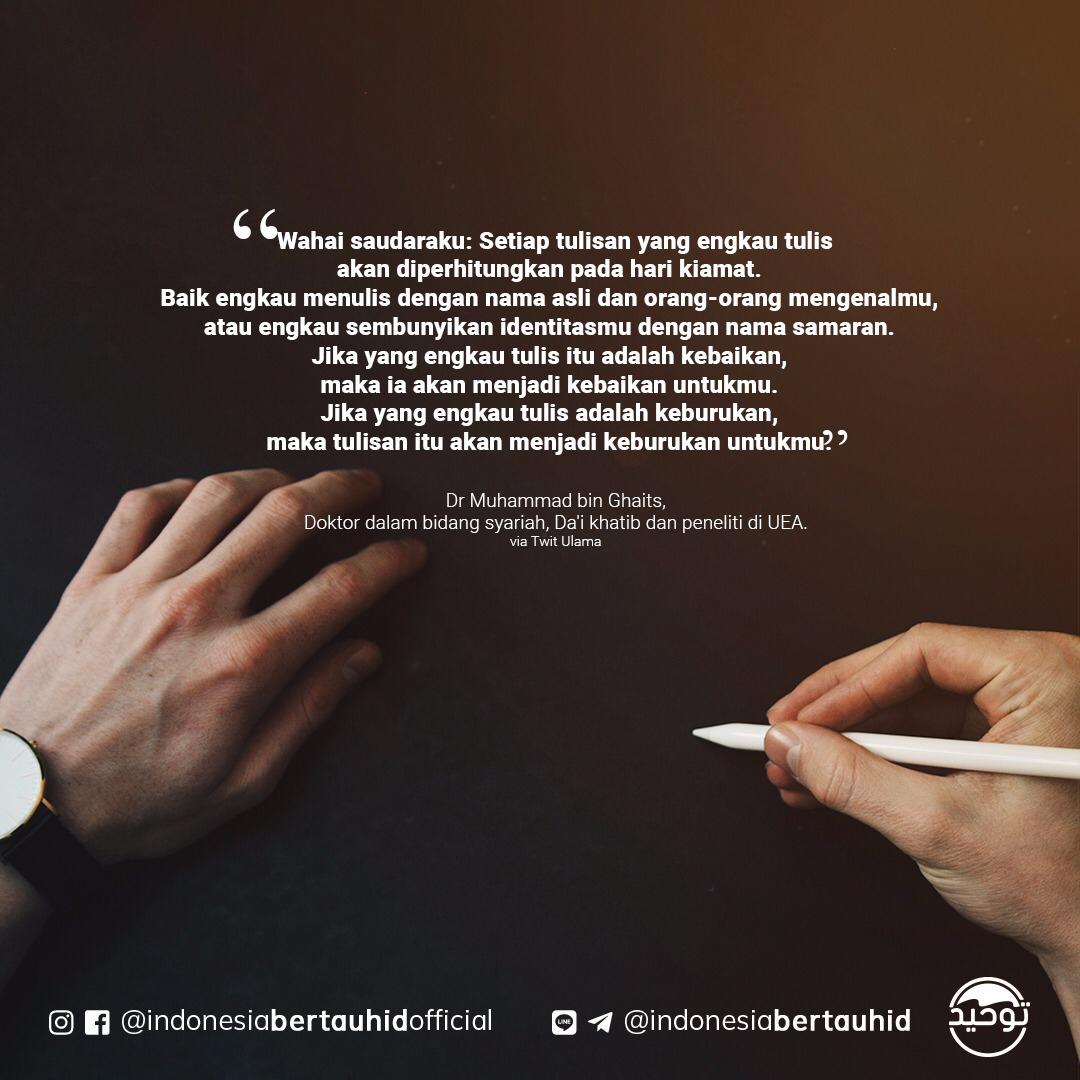 “Wahai saudaraku: Setiap tulisan yang engkau tulis
akan diperhitungkan pada hari kiamat.
Baik engkau menulis dengan nama asli dan orang-orang mengenalmu,
atau engkau sembunyikan identitasmu dengan nama samaran.
Jika yang engkau tulis itu adalah kebaikan,
maka ia akan menjadi kebaikan untukmu.
Jika yang engkau tulis adalah keburukan,
maka tulisan itu akan menjadi keburukan untukmu.”
Dr Muhammad bin Ghaits,
Doktor dalam bidang syariah, Da'i khatib dan peneliti di UEA.
via Twit Ulama
@indonesiabertauhidofficial
LINE @indonesiabertauhid
توحيد